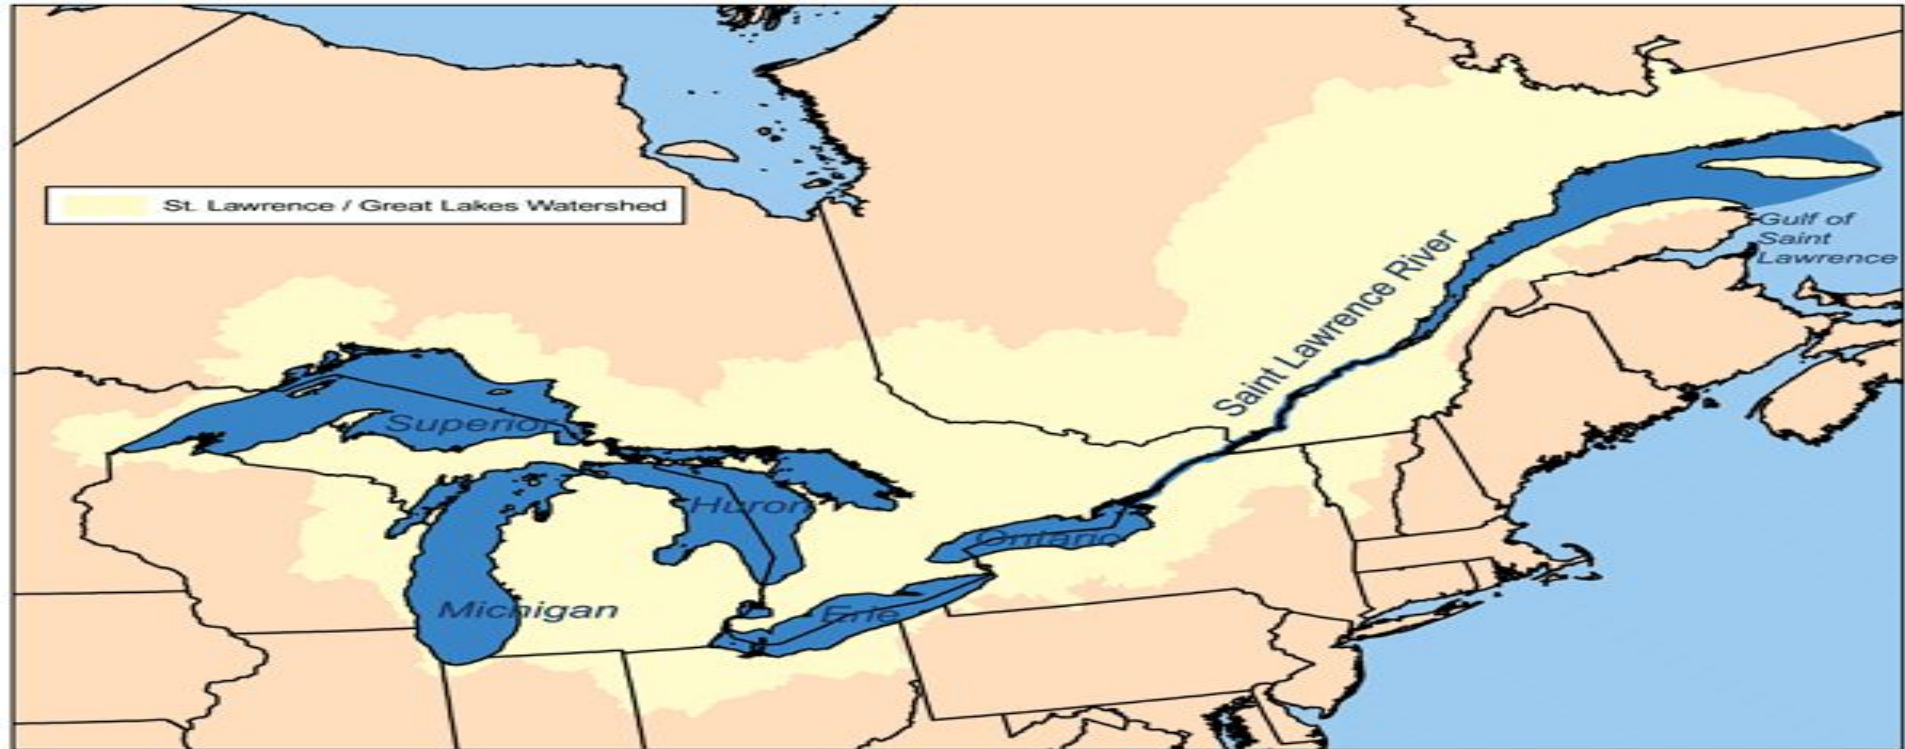 St. Lawrence / Great Lakes Watershed
Gulf of
Saint
Lawrence
Saint Lawrence River
Superior
Huron
Ontario
Michigan
Erie